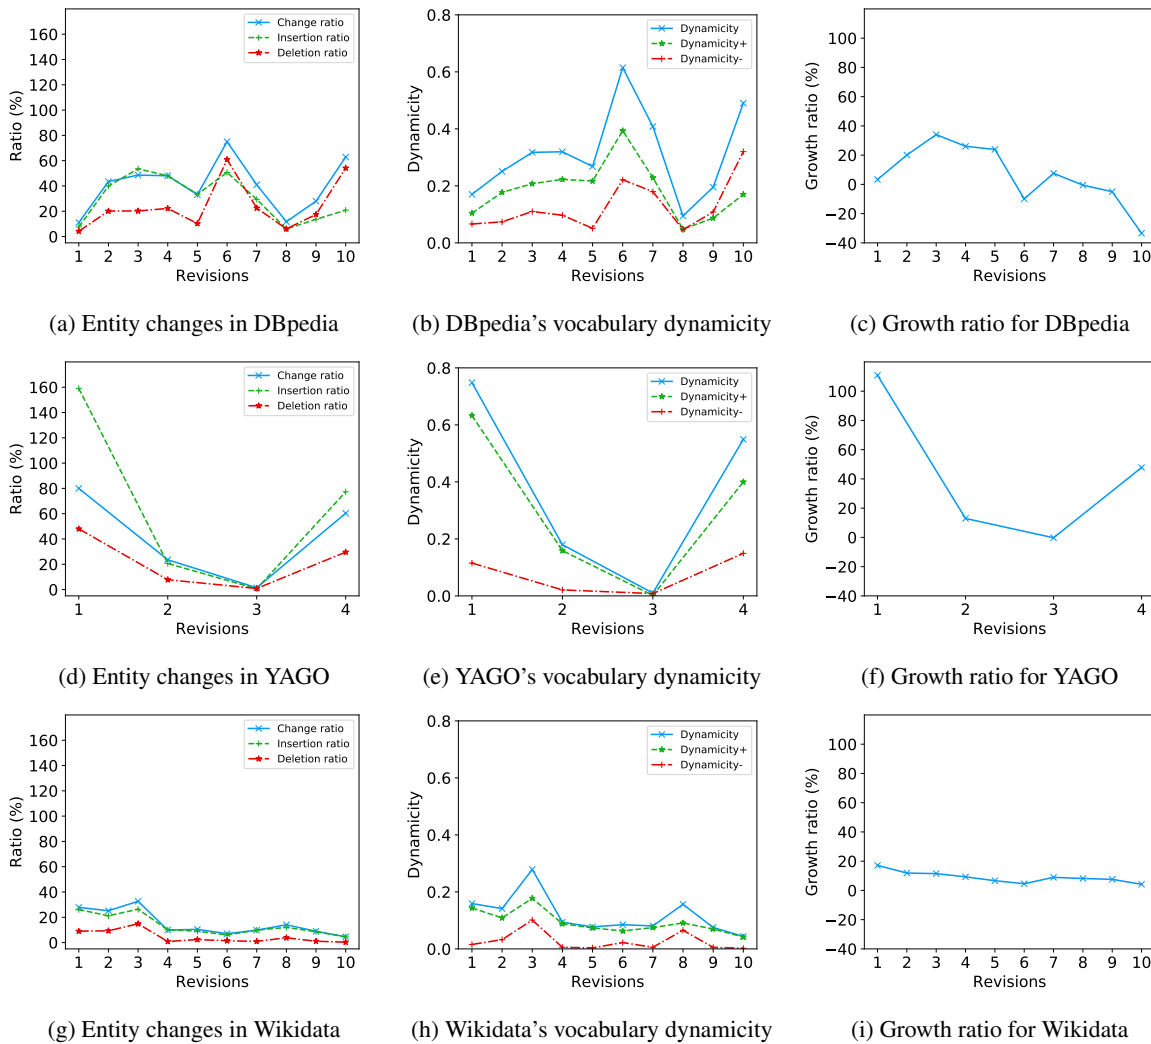 160
140
120
100
80
60
40
20
0
Ratio (%)
Change ratio
Insertion ratio
Deletion ratio
1 2 3 4 5 6 7 8 9 10
Revisions
(a) Entity changes in DBpedia
0.8
0.6
0.4
0.2
0.0
Dynamicity
Dynamicity
Dynamicity+
Dynamicity-
1 2 3 4 5 6 7 8 9 10
Revisions
(b) DBpedia's vocabulary dynamicity
100
80
60
40
20
0
−20
−40
Growth ratio (%)
1 2 3 4 5 6 7 8 9 10
Revisions
(c) Growth ratio for DBpedia
160
140
120
100
80
60
40
20
0
Ratio (%)
Change ratio
Insertion ratio
Deletion ratio
1 2 3 4
Revisions
(d) Entity changes in YAGO
0.8
0.6
0.4
0.2
0.0
Dynamicity
Dynamicity
Dynamicity+
Dynamicity-
1 2 3 4
Revisions
(e) YAGO's vocabulary dynamicity
100
80
60
40
20
0
−20
−40
Growth ratio (%)
1 2 3 4
Revisions
(f) Growth ratio for YAGO
160
140
120
100
80
60
40
20
0
Ratio (%)
Change ratio
Insertion ratio
Deletion ratio
1 2 3 4 5 6 7 8 9 10
Revisions
(g) Entity changes in Wikidata
0.8
0.6
0.4
0.2
0.0
Dynamicity
Dynamicity
Dynamicity+
Dynamicity-
1 2 3 4 5 6 7 8 9 10
Revisions
(h) Wikidata's vocabulary dynamicity
100
80
60
40
20
0
−20
−40
Growth ratio (%)
1 2 3 4 5 6 7 8 9 10
Revisions
(i) Growth ratio for Wikidata